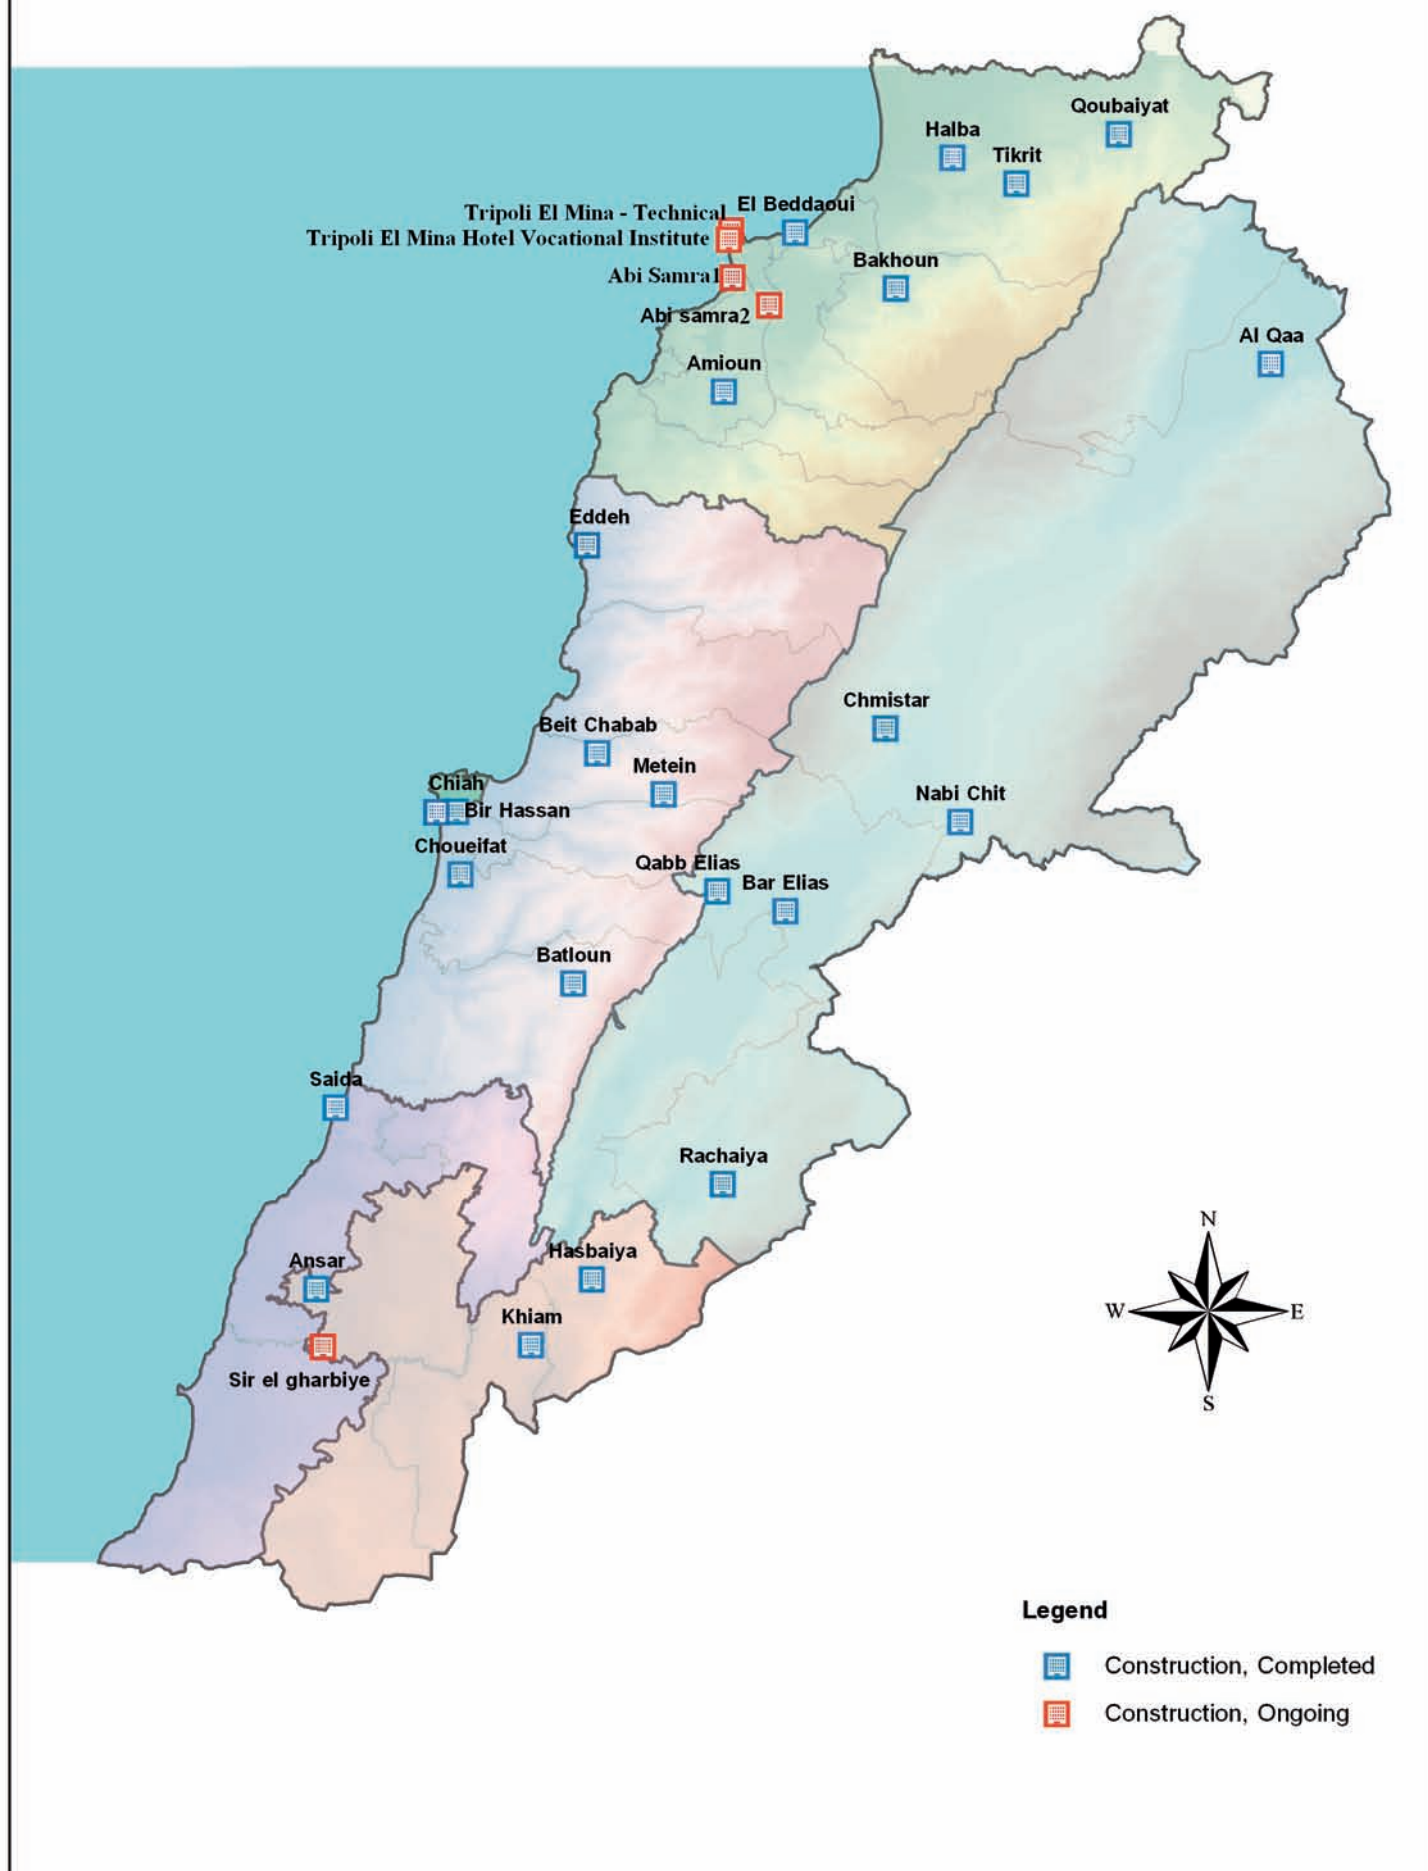 Qoubaiyat
Halba
Tikrit
El Beddaoui
Tripoli El Mina - Technical
Tripoli El Mina Hotel Vocational Institute
Bakhoun
Abi Samra1
Abi samra2
Al Qaa
Amioun
Eddeh
Chmistar
Beit Chabab
Metein
Chiah
Nabi Chit
Bir Hassan
Choueifat
Qabb Elias
Bar Elias
Batloun
Saida
Rachaiya
N
Hasbaiya
Ansar
W
E
Khiam
Sir el gharbiye
S
Legend
Construction, Completed
Construction, Ongoing